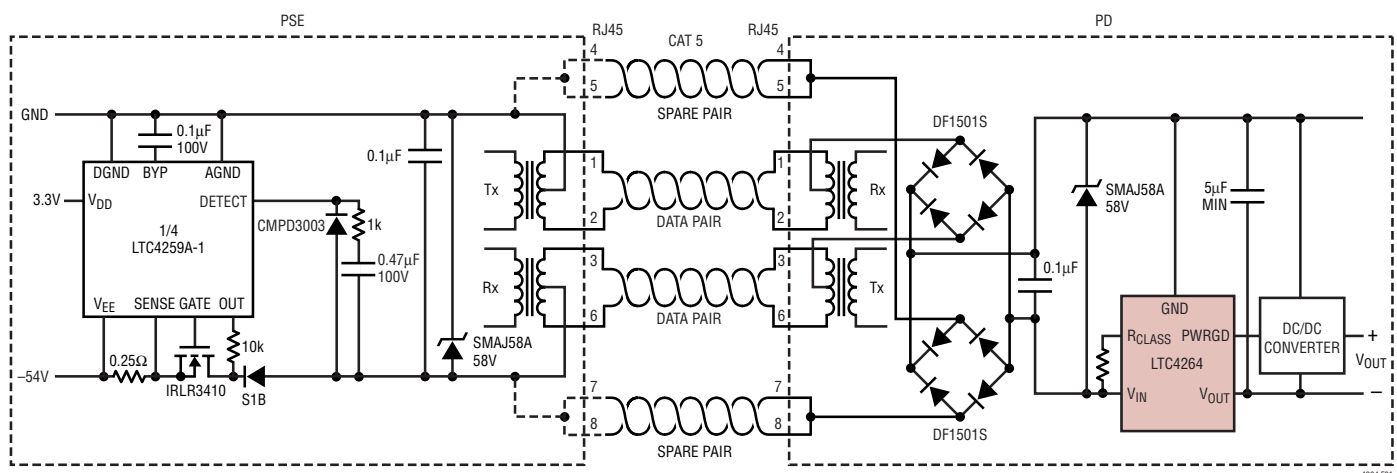 PSE
PD
RJ45
CAT 5
RJ45
4
4
5
5
SPARE PAIR
GND
0.1µF
100V
0.1µF
DGND BYP AGND
3.3V
VDD
DETECT
1/4
LTC4259A-1
CMPD3003
1k
0.47µF
100V
VEE
SENSE GATE OUT
10k
0.25Ω
–54V
IRLR3410
S1B
SMAJ58A
58V
Tx
1
1
Rx
2
2
DATA PAIR
Rx
3
3
Tx
6
6
DATA PAIR
7
7
8
8
SPARE PAIR
DF1501S
DF1501S
0.1µF
SMAJ58A
58V
5µF
MIN
GND
RCLASS PWRGD
LTC4264
VIN
VOUT
DC/DC
CONVERTER
+
VOUT
–